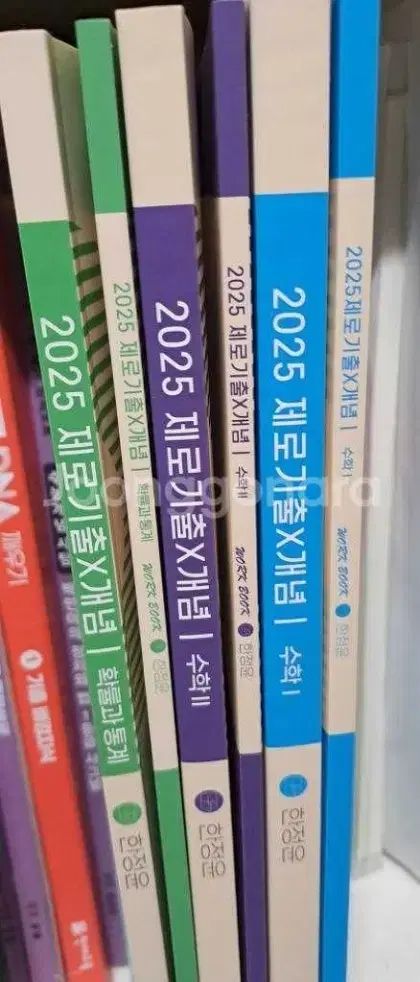 2025 제로기출X개념 | 확률과통계 한정윤
2025 제로기출X개념 | 확률과통계 WORK BOOK 한정윤
2025 제로기출X개념 | 수학II 한정윤
2025 제로기출X개념 | 수학II WORK BOOK 한정윤
2025 제로기출X개념 | 수학I 한정윤
2025 제로기출X개념 | 수학I WORK BOOK 한정윤
DNA 깨우기